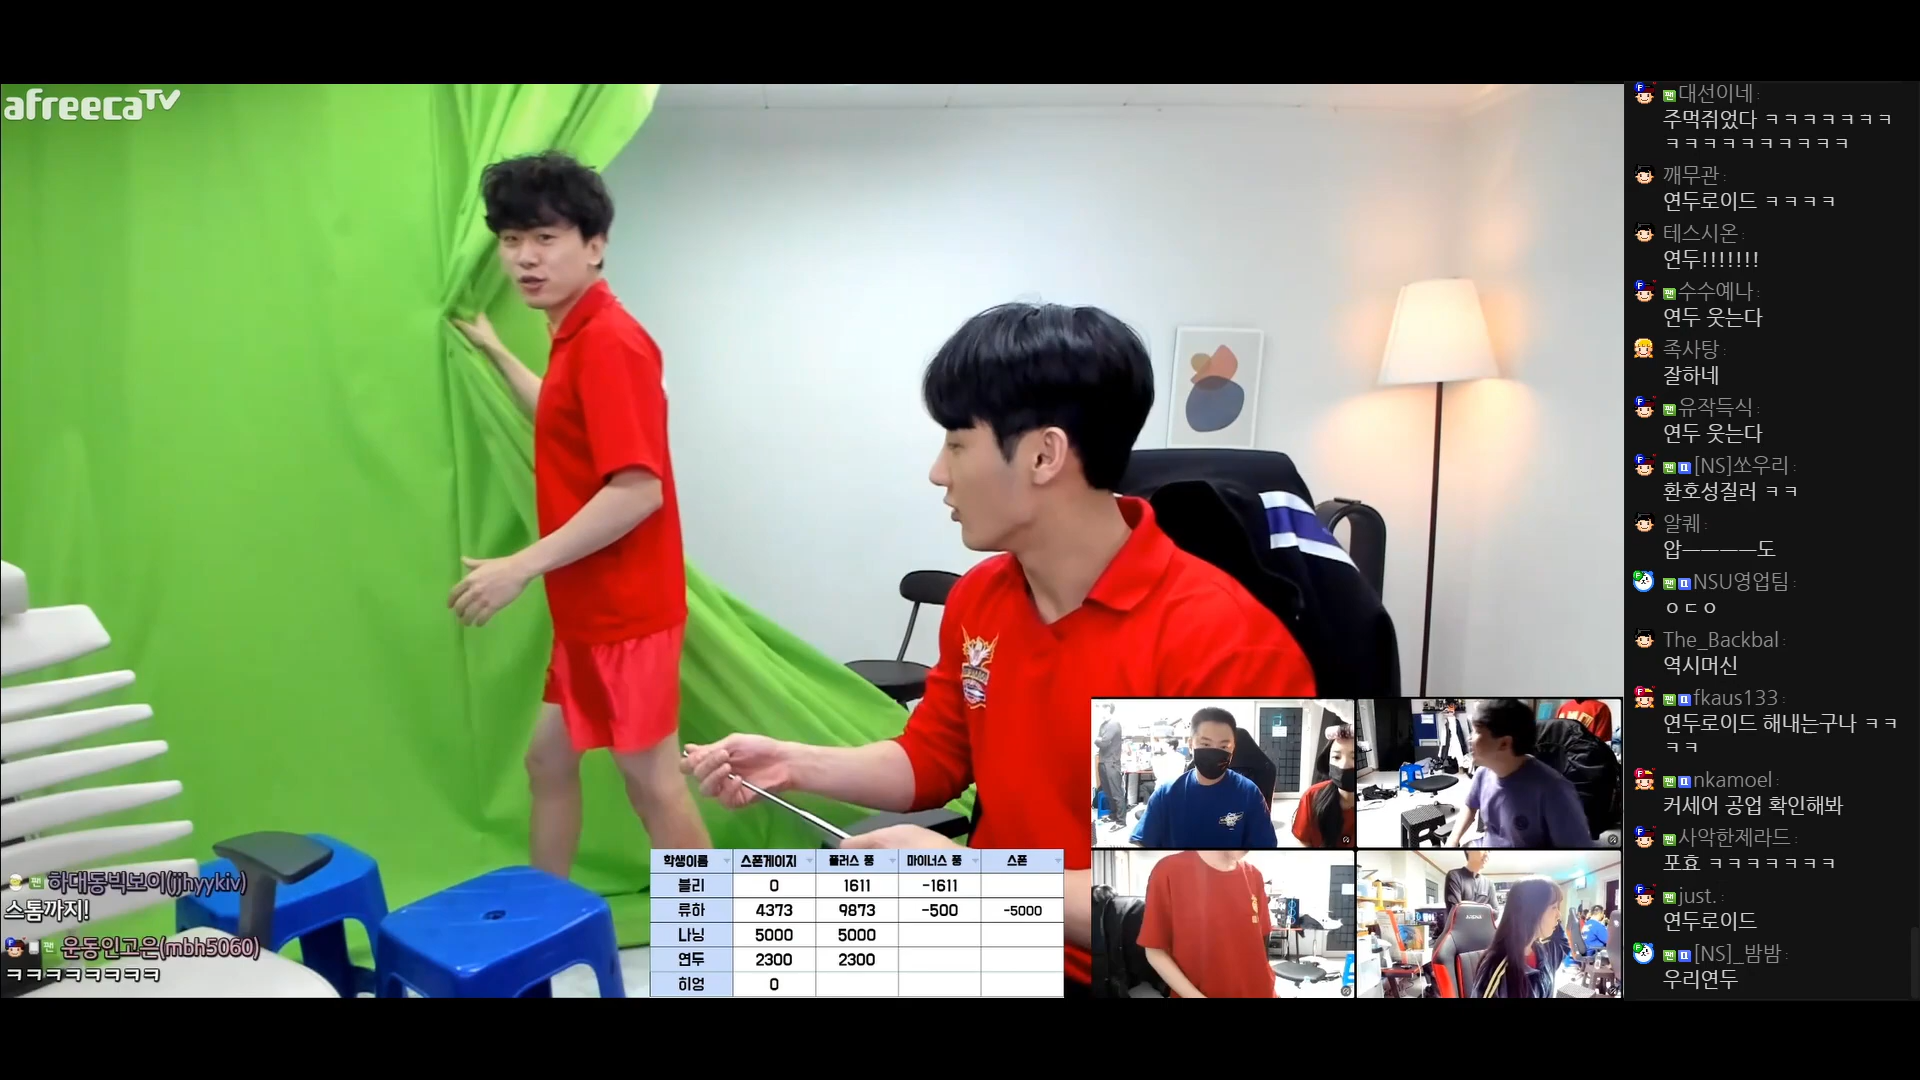 afreecaTV
하대동빅보이(jjhyykiv)
스톰까지!
운동인고은(mbh5060)
ㅋㅋㅋㅋㅋㅋㅋㅋ
학생이름 스폰게이지 플러스 퐁 마이너스 퐁 스폰
블리 0 1611 -1611
류하 4373 9873 -500 -5000
나닝 5000 5000
연두 2300 2300
히영 0
대선이네:
주먹쥐었다 ㅋㅋㅋㅋㅋㅋㅋ
ㅋㅋㅋㅋㅋㅋㅋㅋㅋㅋ
깨무관:
연두로이드 ㅋㅋㅋㅋ
테스시온:
연두!!!!!!!
수수예나:
연두 웃는다
족사탕:
잘하네
유작득식:
연두 웃는다
[NS]쏘우리:
환호성질러 ㅋㅋ
알퀘:
압ㅡㅡㅡㅡ도
NSU영업팀:
ㅇㄷㅇ
The_Backbal:
역시머신
fkaus133:
연두로이드 해내는구나 ㅋㅋ
ㅋㅋ
nkamoel:
커세어 공업 확인해봐
사악한제라드:
포효 ㅋㅋㅋㅋㅋㅋㅋ
just.:
연두로이드
[NS]_밤밤:
우리연두